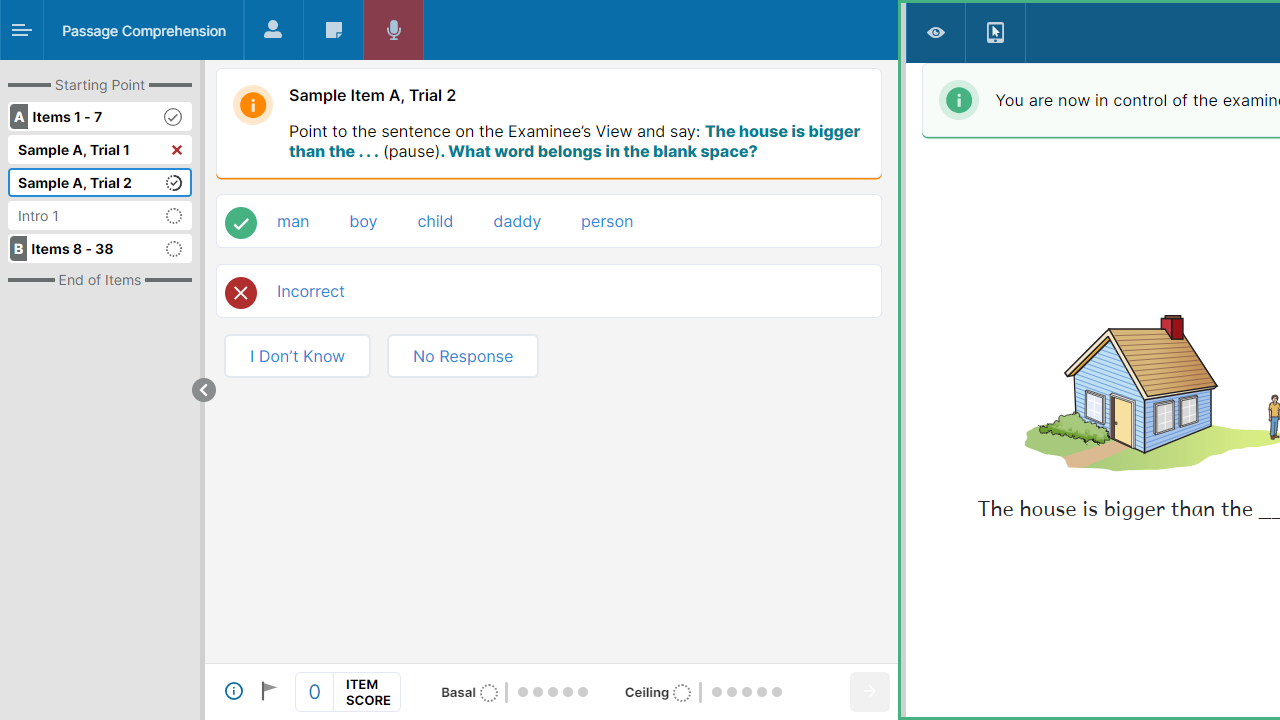 Passage Comprehension
Starting Point
A Items 1 - 7
Sample A, Trial 1
Sample A, Trial 2
Intro 1
B Items 8 - 38
End of Items
Sample Item A, Trial 2
Point to the sentence on the Examinee’s View and say: The house is bigger
than the . . . (pause). What word belongs in the blank space?
man boy child daddy person
Incorrect
I Don’t Know No Response
0 ITEM
SCORE
Basal Ceiling
You are now in control of the
The house is bigger than the __